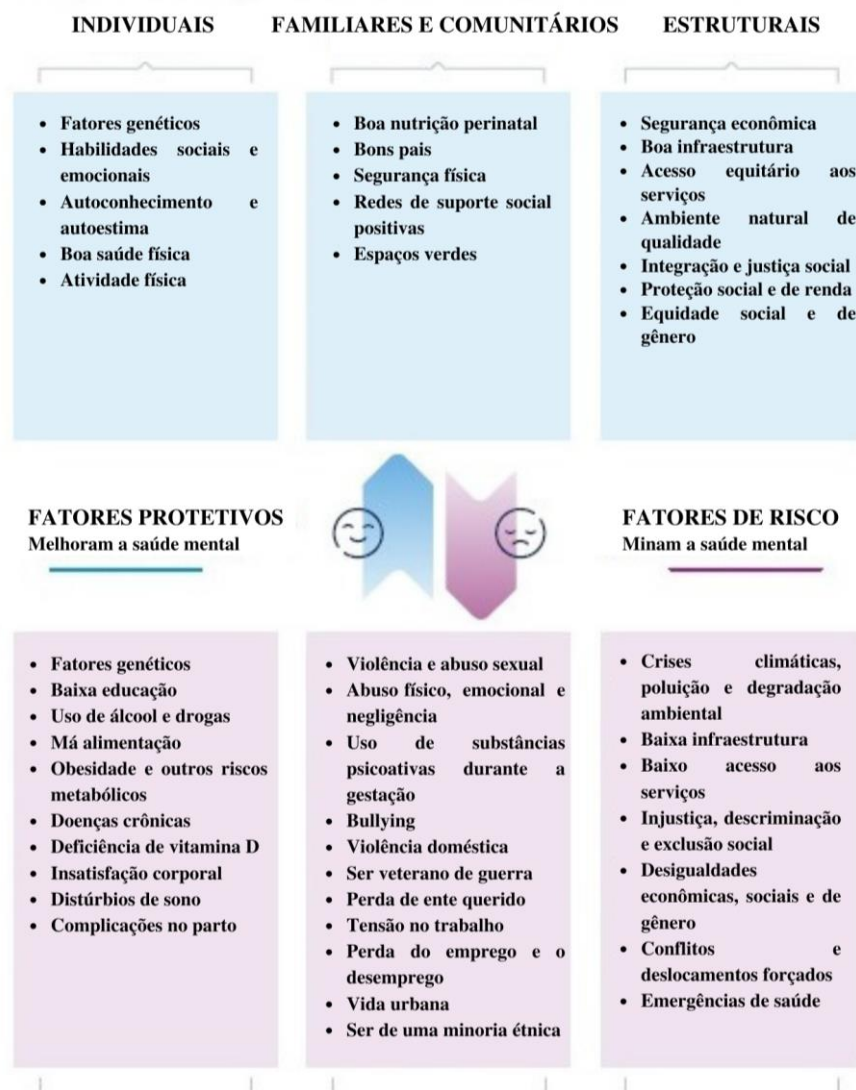 INDIVIDUAIS
FAMILIARES E COMUNITÁRIOS
ESTRUTURAIS
• Fatores genéticos
• Habilidades sociais e
emocionais
• Autoconhecimento e
autoestima
• Boa saúde física
• Atividade física
• Boa nutrição perinatal
• Bons pais
• Segurança física
• Redes de suporte social
positivas
• Espaços verdes
• Segurança econômica
• Boa infraestrutura
• Acesso equitário aos
serviços
• Ambiente natural de
qualidade
• Integração e justiça social
• Proteção social e de renda
• Equidade social e de
gênero
FATORES PROTETIVOS
Melhoram a saúde mental
FATORES DE RISCO
Minam a saúde mental
• Fatores genéticos
• Baixa educação
• Uso de álcool e drogas
• Má alimentação
• Obesidade e outros riscos
metabólicos
• Doenças crônicas
• Deficiência de vitamina D
• Insatisfação corporal
• Distúrbios de sono
• Complicações no parto
• Violência e abuso sexual
• Abuso físico, emocional e
negligência
• Uso de substâncias
psicoativas durante a
gestação
• Bullying
• Violência doméstica
• Ser veterano de guerra
• Perda de ente querido
• Tensão no trabalho
• Perda do emprego e o
desemprego
• Vida urbana
• Ser de uma minoria étnica
• Crises climáticas,
poluição e degradação
ambiental
• Baixa infraestrutura
• Baixo acesso aos
serviços
• Injustiça, descriminação
e exclusão social
• Desigualdades
econômicas, sociais e de
gênero
• Conflitos e
deslocamentos forçados
• Emergências de saúde